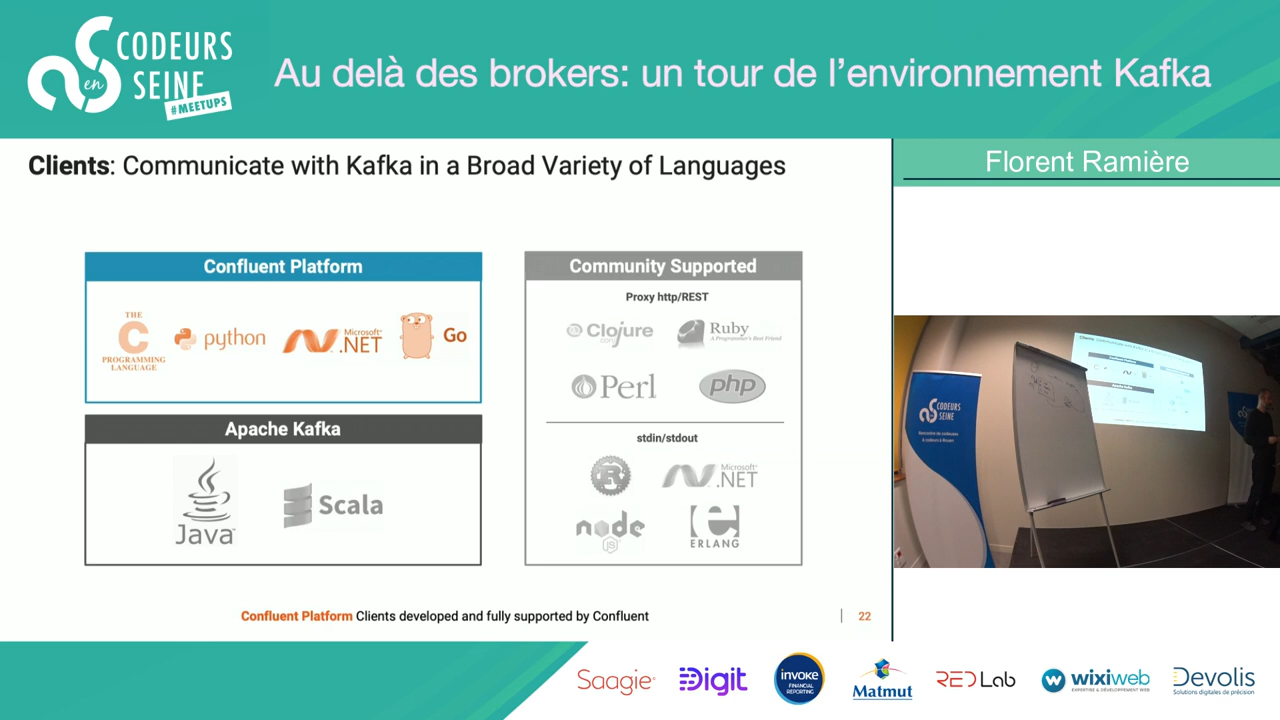 CODEURS
en
SEINE
#MEETUPS
Au delà des brokers: un tour de l'environnement Kafka
Clients: Communicate with Kafka in a Broad Variety of Languages
Florent Ramière
Confluent Platform
THE
C
PROGRAMMING
LANGUAGE
python
Microsoft®
.NET
Go
Apache Kafka
Java™
Scala
Community Supported
Proxy http/REST
Clojure
Ruby
A Programmer's Best Friend
Perl
php
stdin/stdout
R
Microsoft®
.NET
node
JS
e
ERLANG
Confluent Platform Clients developed and fully supported by Confluent
22
CODEURS
en
SEINE
Saagie
Digit
invoke
FINANCIAL
REPORTING
Matmut
RED Lab
wixiweb
EXPERTISE & DÉVELOPPEMENT WEB
Devolis
Solutions digitales de précision